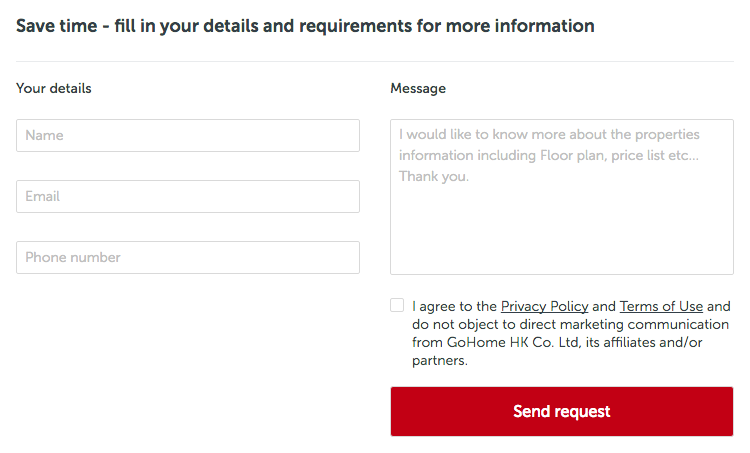 Save time - fill in your details and requirements for more information
Your details
Name
Email
Phone number
Message
I would like to know more about the properties
information including Floor plan, price list etc...
Thank you.
I agree to the Privacy Policy and Terms of Use and
do not object to direct marketing communication
from GoHome HK Co. Ltd, its affiliates and/or
partners.
Send request